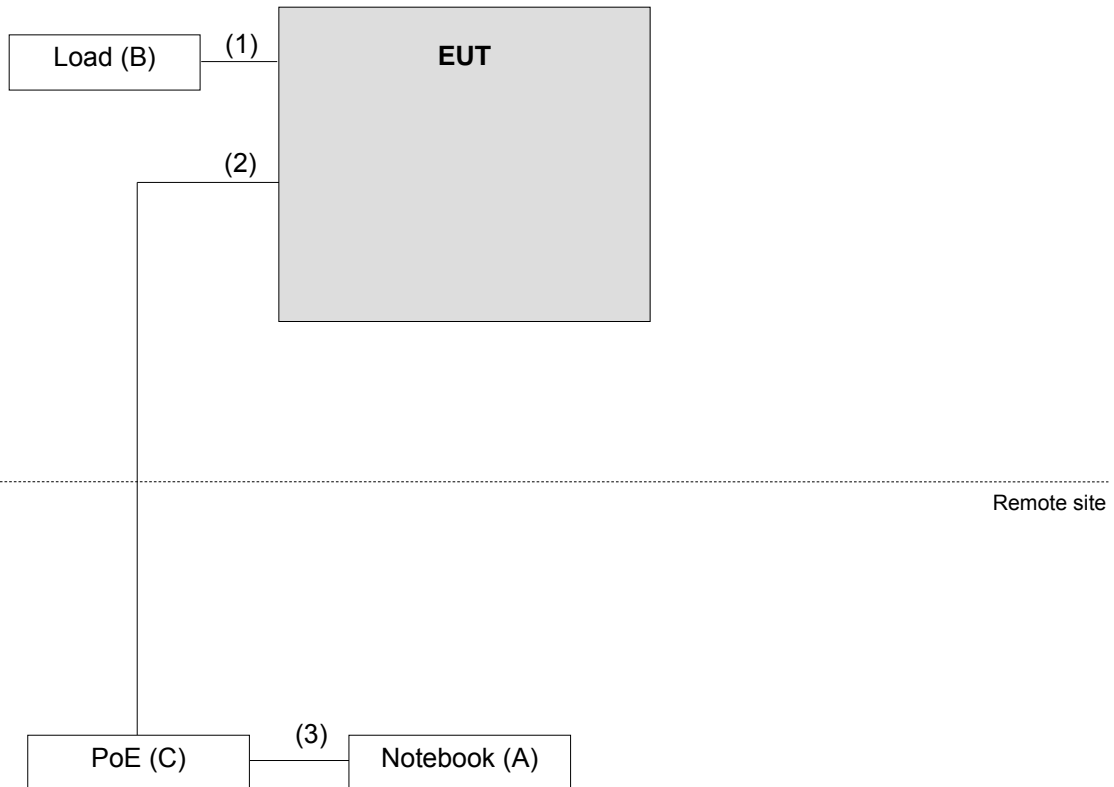 Load (B)
(1)
EUT
(2)
Remote site
PoE (C)
(3)
Notebook (A)